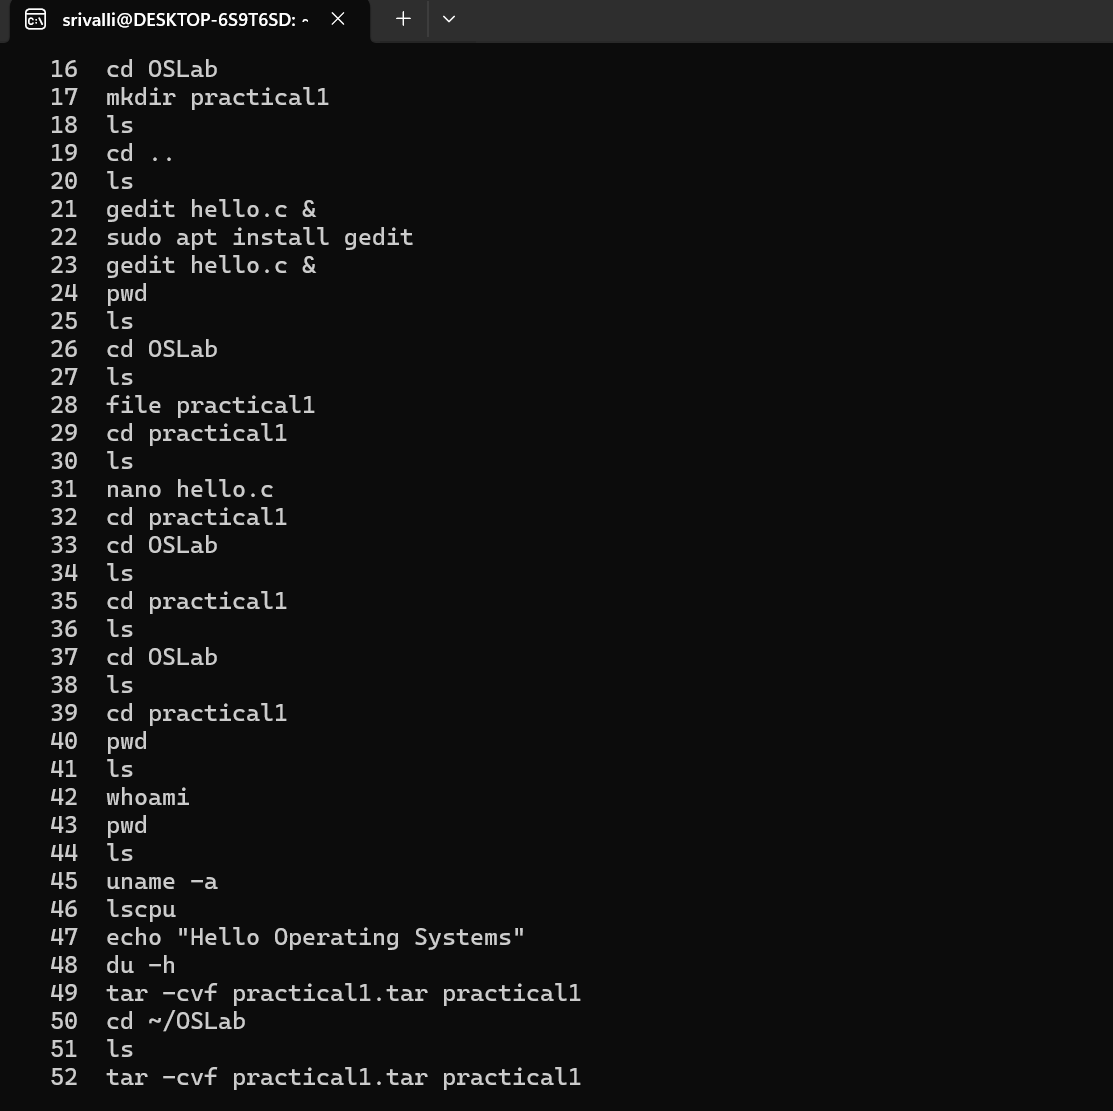 srivalli@DESKTOP-6S9T6SD: ~
16 cd OSLab
17 mkdir practical1
18 ls
19 cd ..
20 ls
21 gedit hello.c &
22 sudo apt install gedit
23 gedit hello.c &
24 pwd
25 ls
26 cd OSLab
27 ls
28 file practical1
29 cd practical1
30 ls
31 nano hello.c
32 cd practical1
33 cd OSLab
34 ls
35 cd practical1
36 ls
37 cd OSLab
38 ls
39 cd practical1
40 pwd
41 ls
42 whoami
43 pwd
44 ls
45 uname -a
46 lscpu
47 echo "Hello Operating Systems"
48 du -h
49 tar -cvf practical1.tar practical1
50 cd ~/OSLab
51 ls
52 tar -cvf practical1.tar practical1